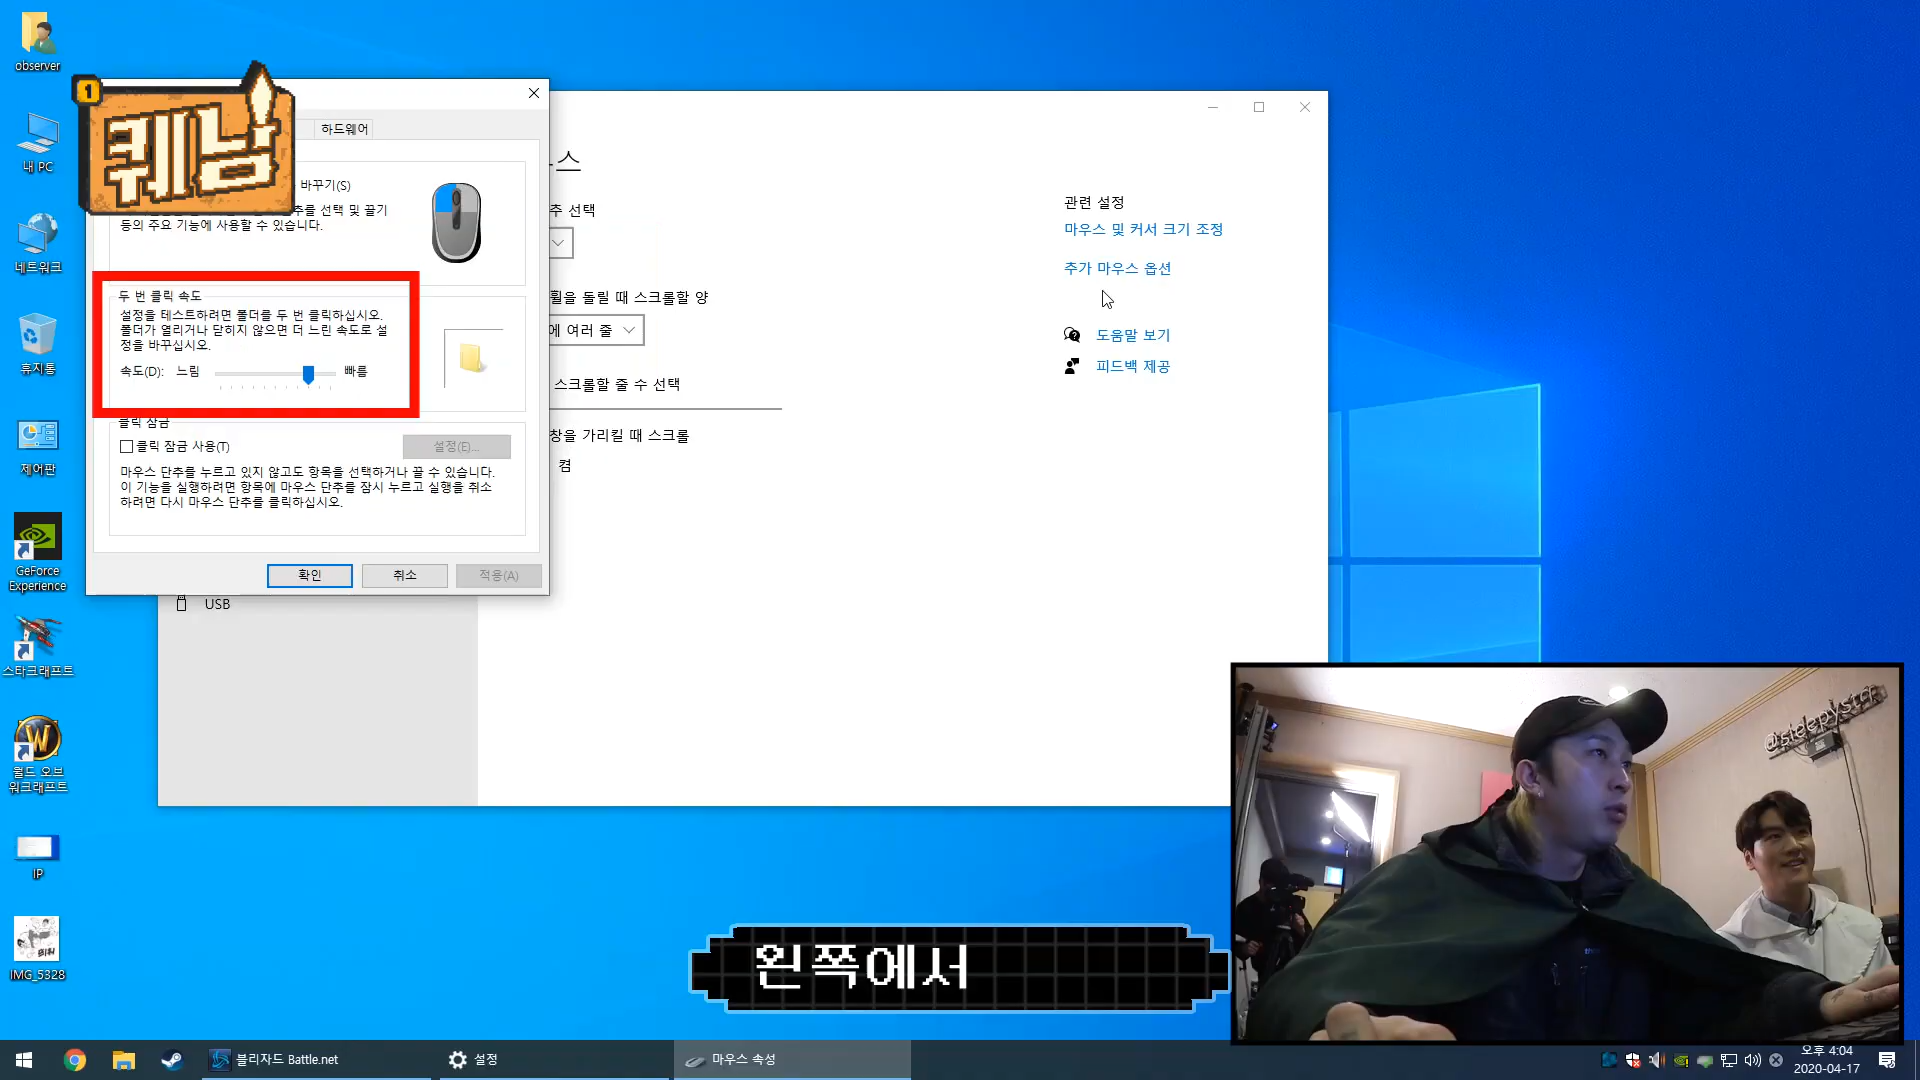 observer
내 PC
네트워크
휴지통
제어판
GeForce
Experience
스타크래프트
월드 오브
워크래프트
IP
IMG_5328
1
퀘남
하드웨어
바꾸기(S)
추를 선택 및 끌기
등의 주요 기능에 사용할 수 있습니다.
두 번 클릭 속도
설정을 테스트하려면 폴더를 두 번 클릭하십시오.
폴더가 열리거나 닫히지 않으면 더 느린 속도로 설
정을 바꾸십시오.
속도(D): 느림 빠름
클릭 잠금
클릭 잠금 사용(T)
설정(E)...
마우스 단추를 누르고 있지 않고도 항목을 선택하거나 끌 수 있습니다.
이 기능을 실행하려면 항목에 마우스 단추를 잠시 누르고 실행을 취소
하려면 다시 마우스 단추를 클릭하십시오.
확인 취소 적용(A)
USB
스
추 선택
휠을 돌릴 때 스크롤할 양
에 여러 줄
스크롤할 줄 수 선택
창을 가리킬 때 스크롤
켬
관련 설정
마우스 및 커서 크기 조정
추가 마우스 옵션
도움말 보기
피드백 제공
@sidepystar
왼쪽에서
블리자드 Battle.net
설정
마우스 속성
오후 4:04
2020-04-17